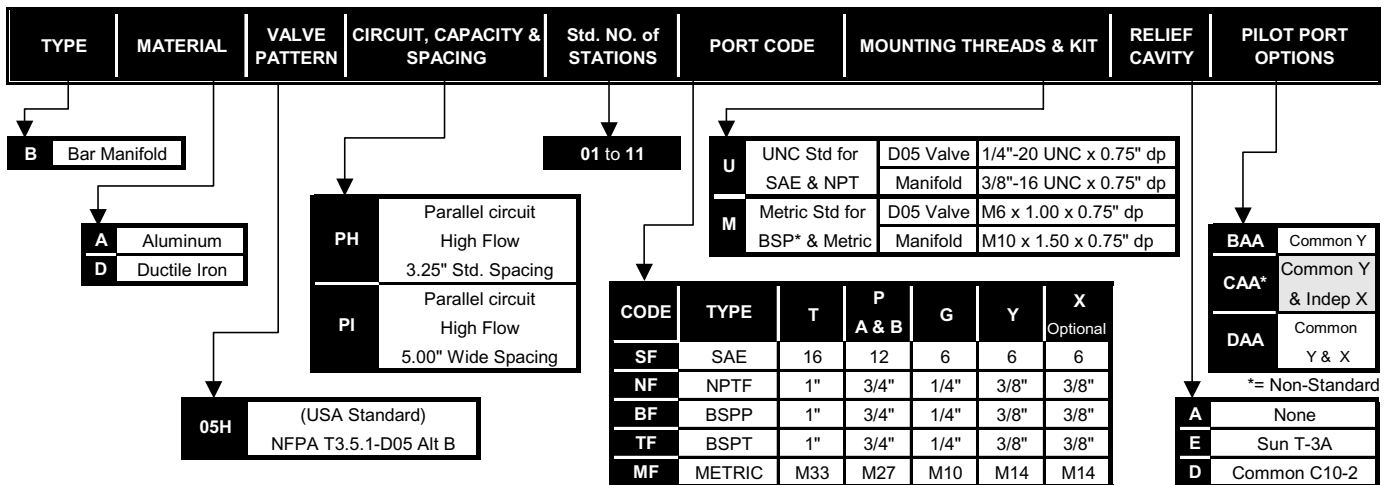 TYPE MATERIAL VALVE PATTERN CIRCUIT, CAPACITY & SPACING Std. NO. of STATIONS PORT CODE MOUNTING THREADS & KIT RELIEF CAVITY PILOT PORT OPTIONS
B Bar Manifold
A Aluminum
D Ductile Iron
05H (USA Standard)
NFPA T3.5.1-D05 Alt B
PH Parallel circuit
High Flow
3.25" Std. Spacing
PI Parallel circuit
High Flow
5.00" Wide Spacing
01 to 11
U UNC Std for D05 Valve 1/4"-20 UNC x 0.75" dp
SAE & NPT Manifold 3/8"-16 UNC x 0.75" dp
M Metric Std for D05 Valve M6 x 1.00 x 0.75" dp
BSP* & Metric Manifold M10 x 1.50 x 0.75" dp
CODE TYPE T P A & B G Y X Optional
SF SAE 16 12 6 6 6
NF NPTF 1" 3/4" 1/4" 3/8" 3/8"
BF BSPP 1" 3/4" 1/4" 3/8" 3/8"
TF BSPT 1" 3/4" 1/4" 3/8" 3/8"
MF METRIC M33 M27 M10 M14 M14
BAA Common Y
CAA* Common Y
& Indep X
DAA Common
Y & X
*= Non-Standard
A None
E Sun T-3A
D Common C10-2